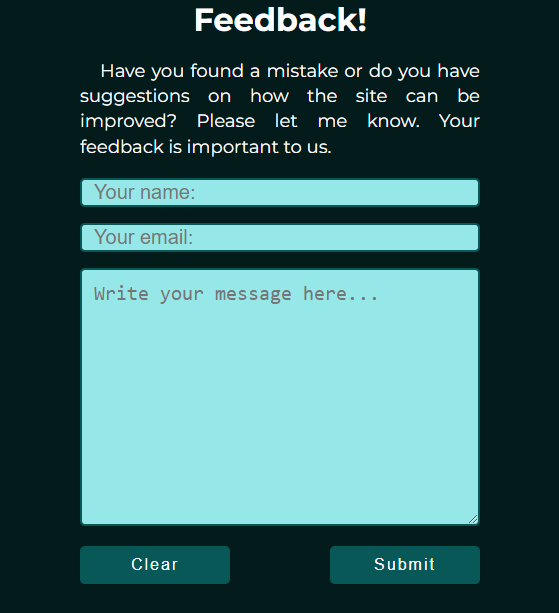 Feedback!
Have you found a mistake or do you have
suggestions on how the site can be
improved? Please let me know. Your
feedback is important to us.
Your name:
Your email:
Write your message here...
Clear
Submit